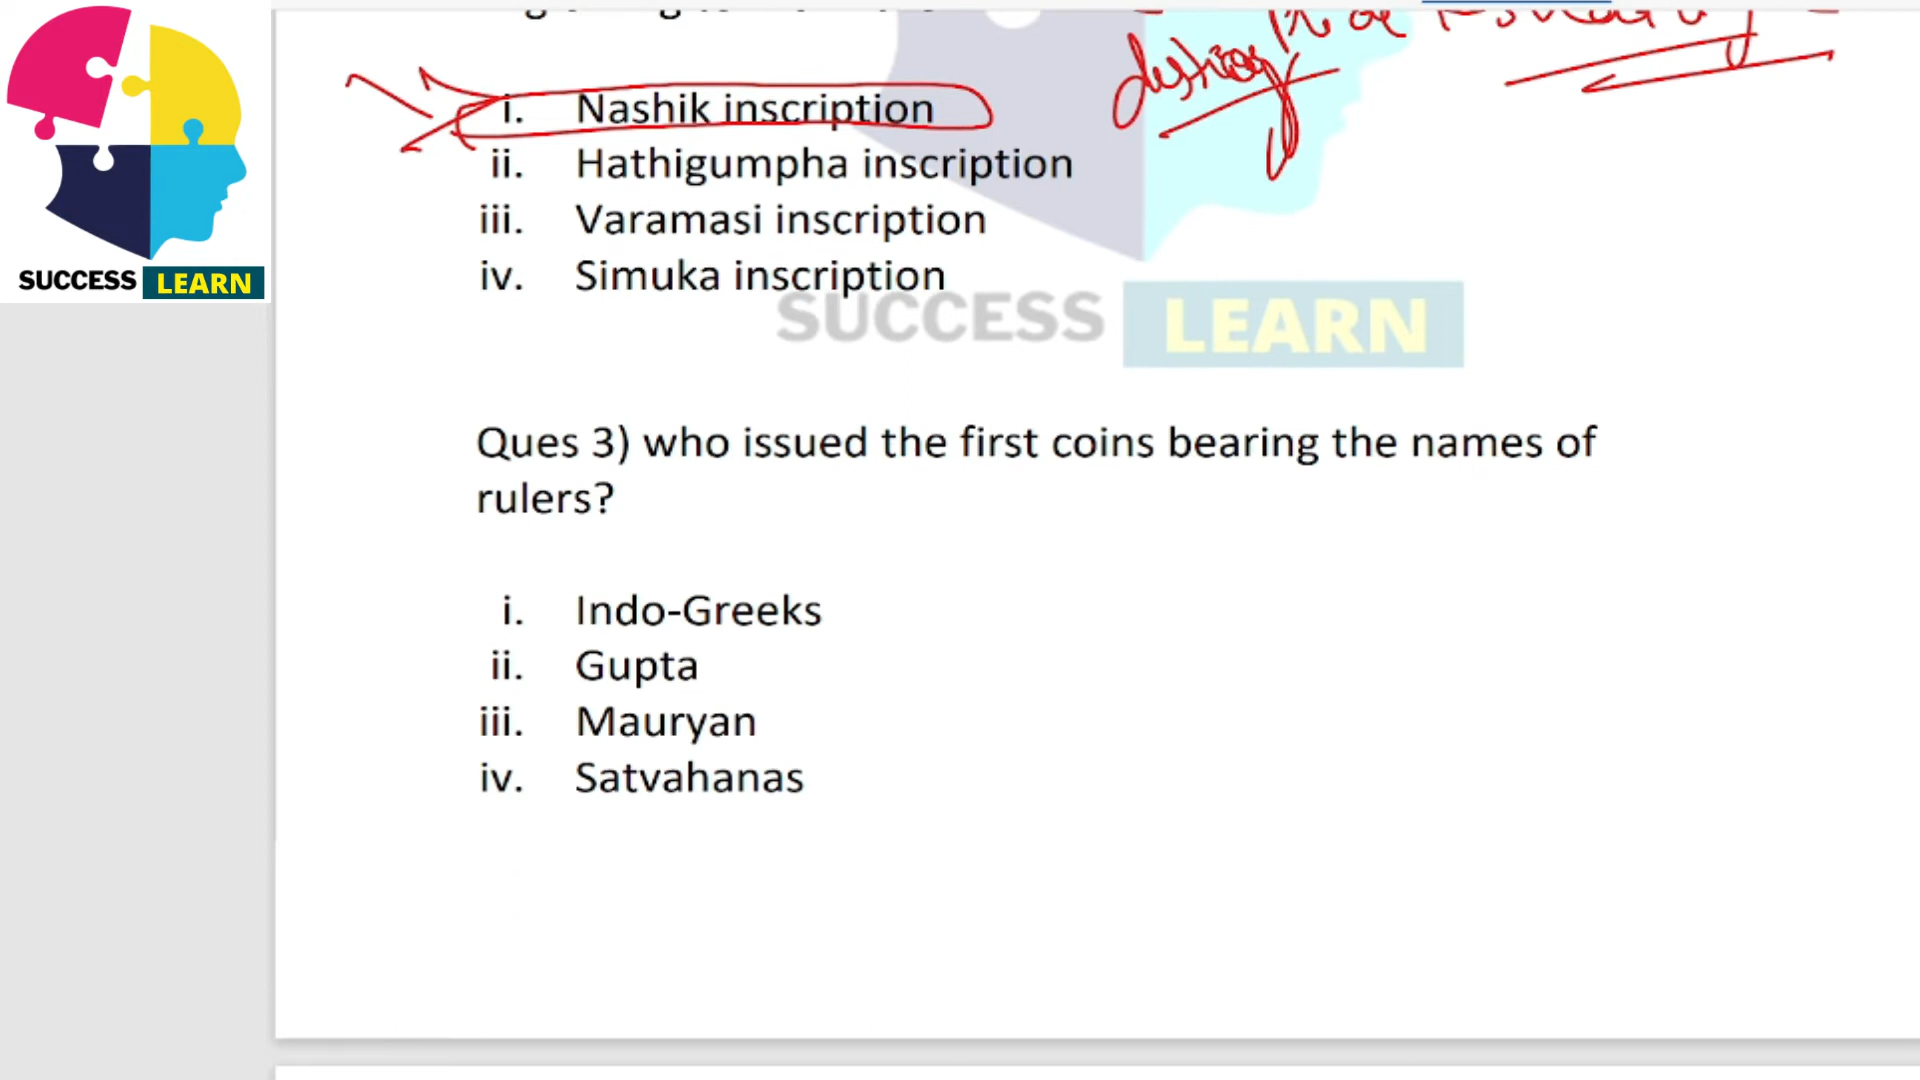 i. Nashik inscription
ii. Hathigumpha inscription
iii. Varamasi inscription
iv. Simuka inscription
SUCCESS LEARN
SUCCESS LEARN
Ques 3) who issued the first coins bearing the names of
rulers?
i. Indo-Greeks
ii. Gupta
iii. Mauryan
iv. Satvahanas